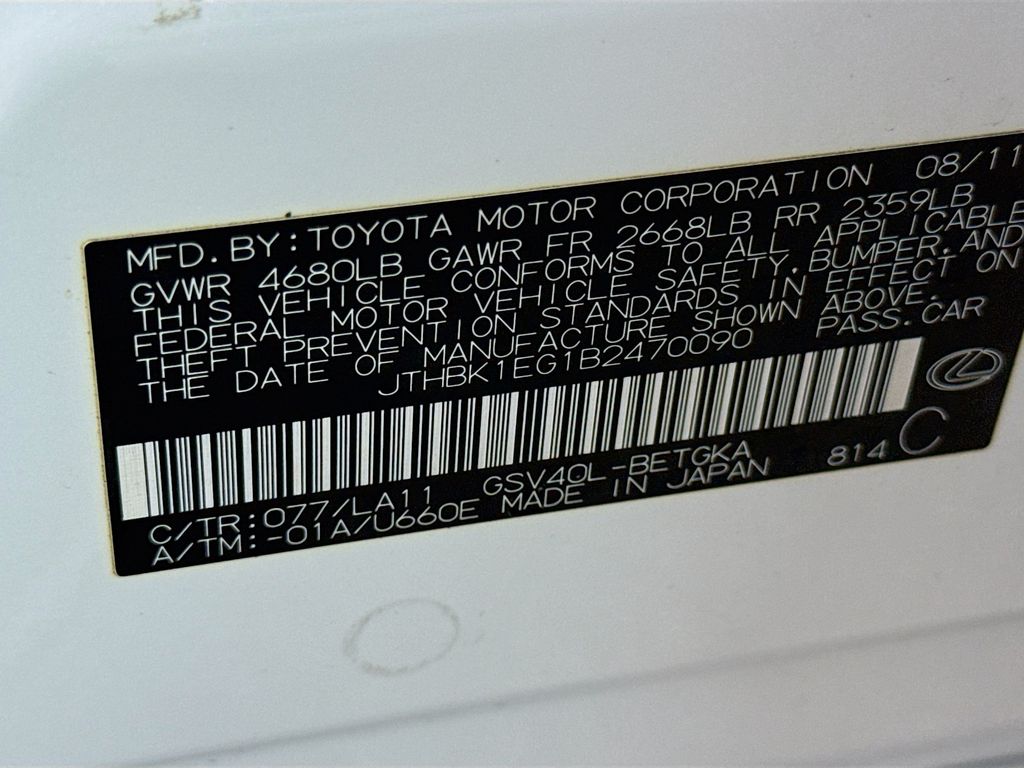 MFD. BY: TOYOTA MOTOR CORPORATION 08/11
GVWR 4680LB GAWR FR 2668LB RR 2359LB
THIS VEHICLE CONFORMS TO ALL APPLICABLE
FEDERAL MOTOR VEHICLE SAFETY, BUMPER, AND
THEFT PREVENTION STANDARDS IN EFFECT ON
THE DATE OF MANUFACTURE SHOWN ABOVE.
JTHBK1EG1B2470090 PASS. CAR
C/TR: 077/LA11 GSV40L-BETGKA 814 C
A/TM: -01A/U660E MADE IN JAPAN